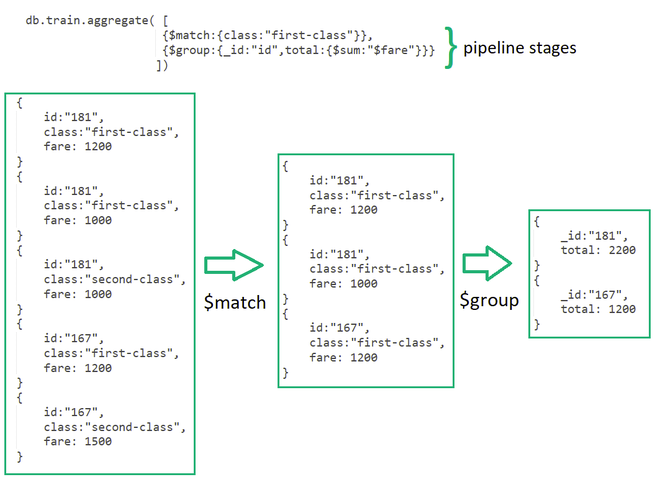 db.train.aggregate( [
{$match:{class:"first-class"}},
{$group:{_id:"id",total:{$sum:"$fare"}}}
])
pipeline stages
{
id:"181",
class:"first-class",
fare: 1200
}
{
id:"181",
class:"first-class",
fare: 1000
}
{
id:"181",
class:"second-class",
fare: 1000
}
{
id:"167",
class:"first-class",
fare: 1200
}
{
id:"167",
class:"second-class",
fare: 1500
}
$match
{
id:"181",
class:"first-class",
fare: 1200
}
{
id:"181",
class:"first-class",
fare: 1000
}
{
id:"167",
class:"first-class",
fare: 1200
}
$group
{
_id:"181",
total: 2200
}
{
_id:"167",
total: 1200
}